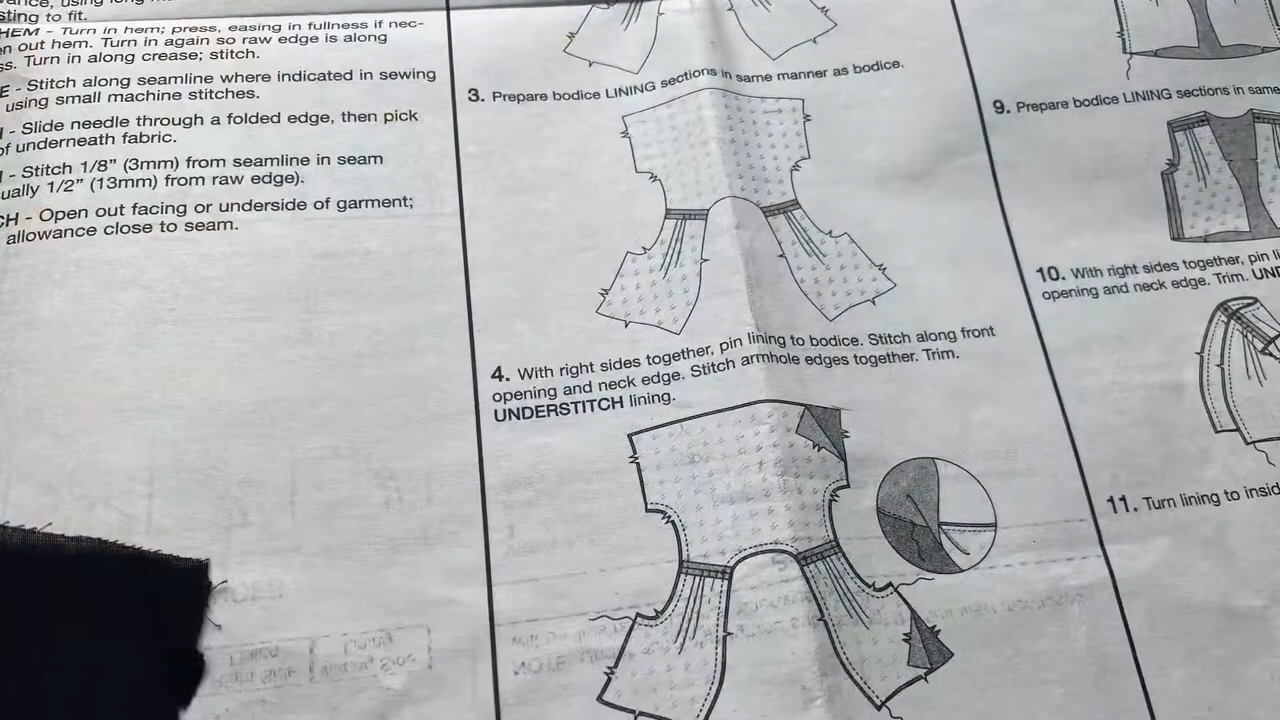 sting to fit.
HEM - Turn in hem; press, easing in fullness if nec-
en out hem. Turn in again so raw edge is along
ss. Turn in along crease; stitch.
E - Stitch along seamline where indicated in sewing
using small machine stitches.
- Slide needle through a folded edge, then pick
of underneath fabric.
- Stitch 1/8" (3mm) from seamline in seam
ually 1/2" (13mm) from raw edge).
CH - Open out facing or underside of garment;
allowance close to seam.
3. Prepare bodice LINING sections in same manner as bodice.
4. With right sides together, pin lining to bodice. Stitch along front
opening and neck edge. Stitch armhole edges together. Trim.
UNDERSTITCH lining.
9. Prepare bodice LINING sections in same
10. With right sides together, pin li
opening and neck edge. Trim. UND
11. Turn lining to insid